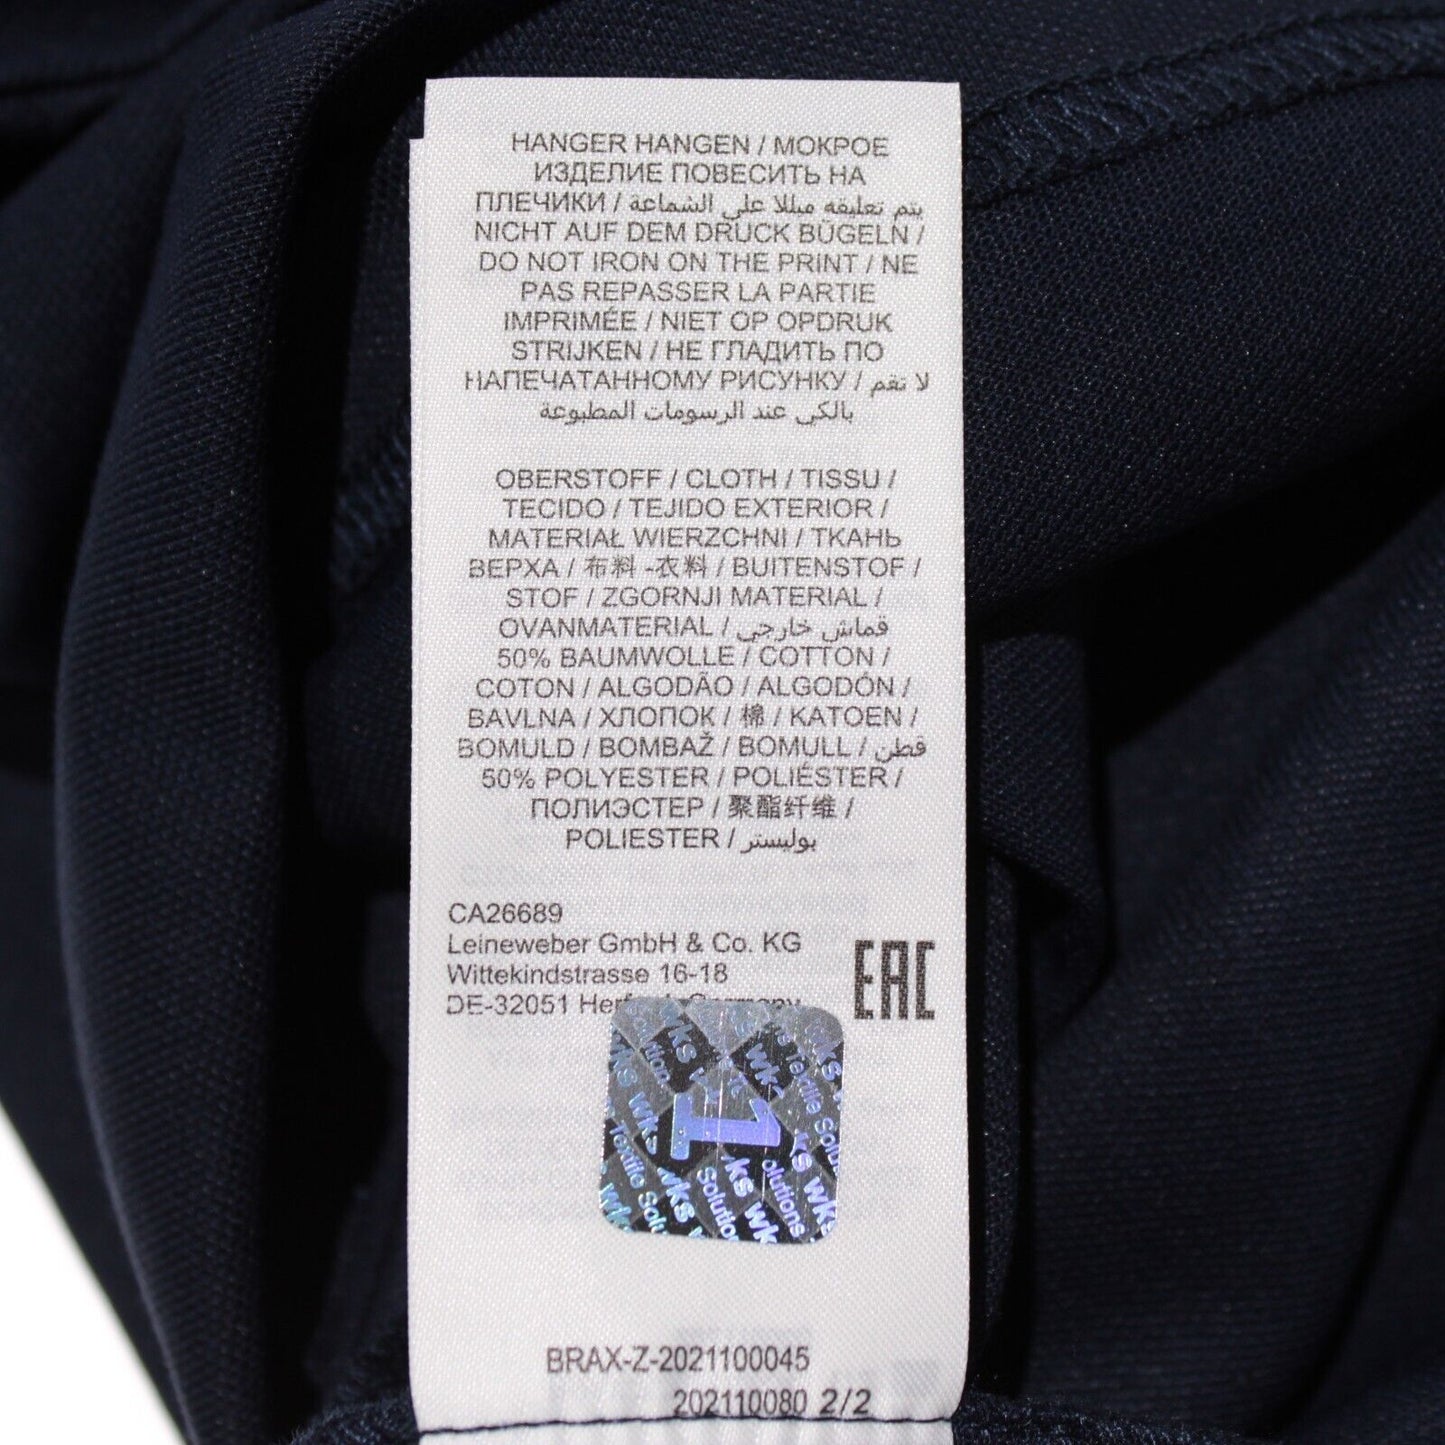 HANGER HANGEN / МОКРОЕ
ИЗДЕЛИЕ ПОВЕСИТЬ НА
ПЛЕЧИКИ / يتم تعليقه مبللا على الشماعة
NICHT AUF DEM DRUCK BÜGELN /
DO NOT IRON ON THE PRINT / NE
PAS REPASSER LA PARTIE
IMPRIMÉE / NIET OP OPDRUK
STRIJKEN / НЕ ГЛАДИТЬ ПО
НАПЕЧАТАННОМУ РИСУНКУ / لا تقم
بالكي عند الرسومات المطبوعة
OBERSTOFF / CLOTH / TISSU /
TECIDO / TEJIDO EXTERIOR /
MATERIAŁ WIERZCHNI / ТКАНЬ
ВЕРХА / 布料 -衣料 / BUITENSTOF /
STOF / ZGORNJI MATERIAL /
OVANMATERIAL / قماش خارجي
50% BAUMWOLLE / COTTON /
COTON / ALGODÃO / ALGODÓN /
BAVLNA / ХЛОПОК / 棉 / KATOEN /
BOMULD / BOMBAŽ / BOMULL / قطن
50% POLYESTER / POLIÉSTER /
ПОЛИЭСТЕР / 聚酯纤维 /
POLIESTER / بوليستر
CA26689
Leineweber GmbH & Co. KG
Wittekindstrasse 16-18
DE-32051 Germany
EAC
1
wks wks
Textile Solutions
BRAX-Z-2021100045
202110080 2/2